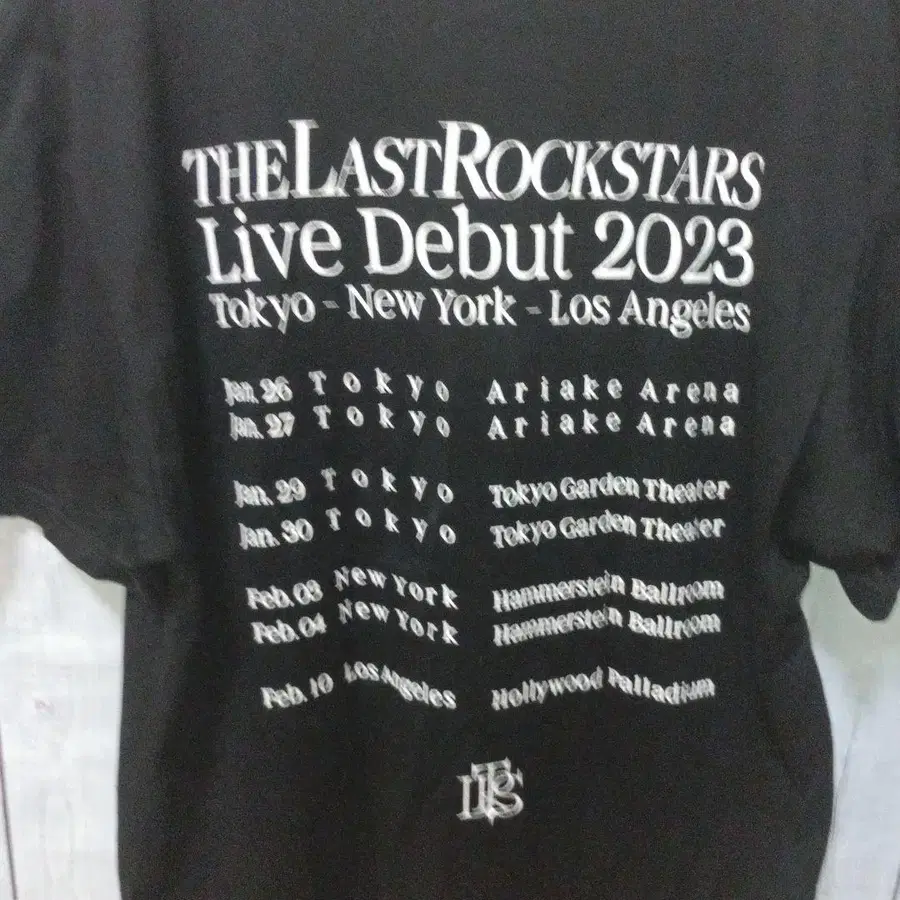 THE LAST ROCKSTARS
Live Debut 2023
Tokyo - New York - Los Angeles
Jan. 26 Tokyo Ariake Arena
Jan. 27 Tokyo Ariake Arena
Jan. 29 Tokyo Tokyo Garden Theater
Jan. 30 Tokyo Tokyo Garden Theater
Feb. 03 New York Hammerstein Ballroom
Feb. 04 New York Hammerstein Ballroom
Feb. 10 Los Angeles Hollywood Palladium
TLRS